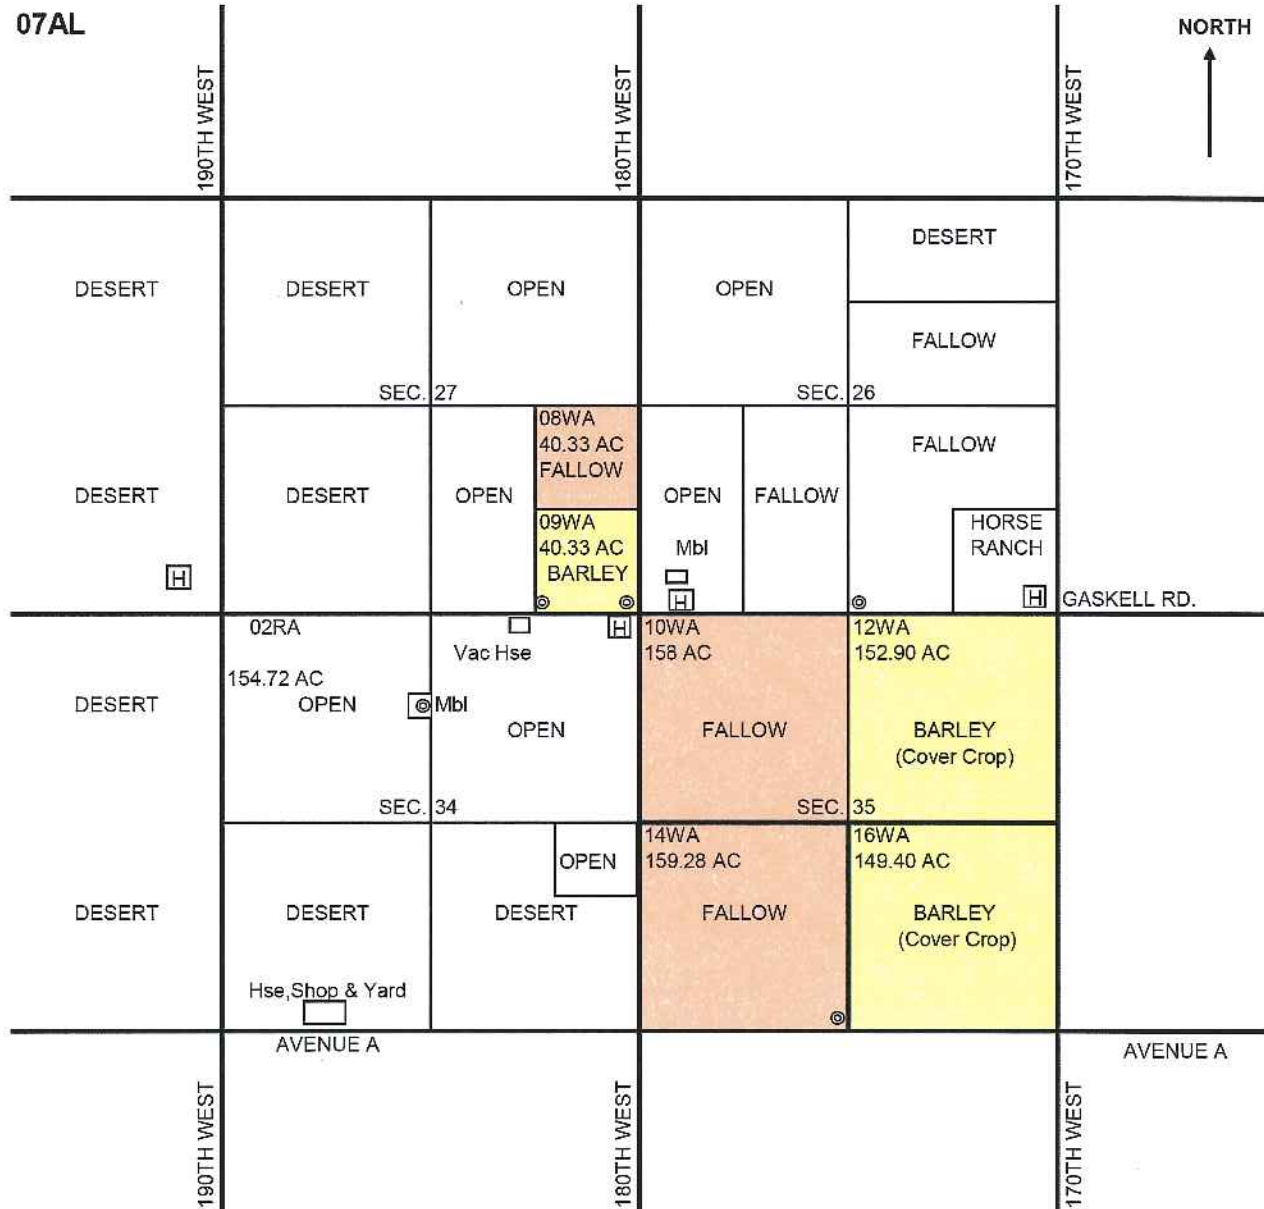 07AL
NORTH
190TH WEST
180TH WEST
170TH WEST
DESERT
DESERT
DESERT
OPEN
OPEN
FALLOW
SEC. 27
SEC. 26
08WA
40.33 AC
FALLOW
FALLOW
DESERT
DESERT
OPEN
OPEN
FALLOW
09WA
40.33 AC
BARLEY
HORSE
RANCH
Mbl
H
H
H
GASKELL RD.
02RA
Vac Hse
H
10WA
158 AC
12WA
152.90 AC
154.72 AC
DESERT
OPEN
Mbl
OPEN
FALLOW
BARLEY
(Cover Crop)
SEC. 34
SEC. 35
14WA
159.28 AC
16WA
149.40 AC
OPEN
DESERT
DESERT
DESERT
FALLOW
BARLEY
(Cover Crop)
Hse,Shop & Yard
AVENUE A
AVENUE A
190TH WEST
180TH WEST
170TH WEST